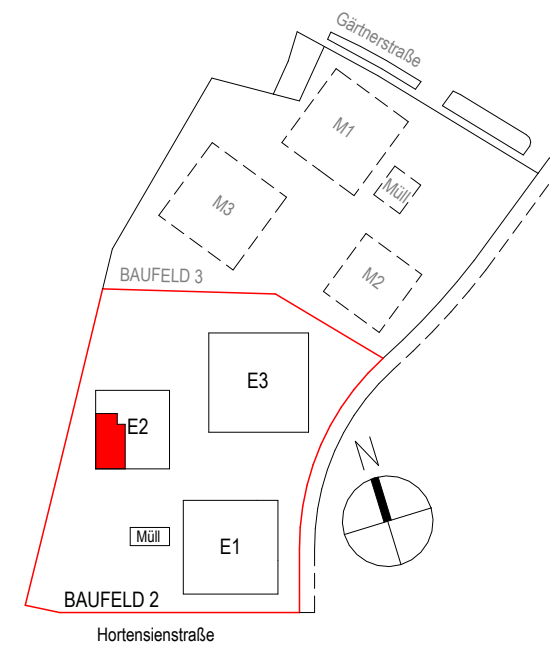 Gärtnerstraße
M1
Müll
M3
M2
BAUFELD 3
E3
E2
N
Müll
E1
BAUFELD 2
Hortensienstraße